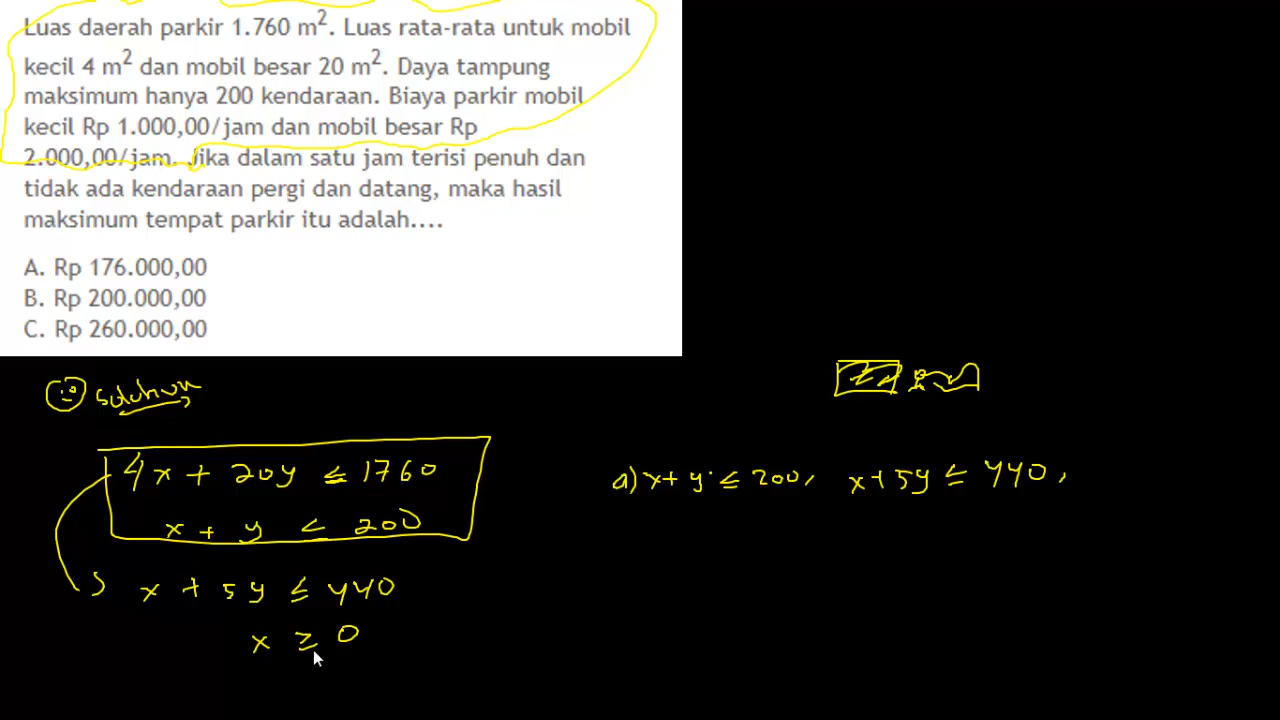 Luas daerah parkir 1.760 m². Luas rata-rata untuk mobil
kecil 4 m² dan mobil besar 20 m². Daya tampung
maksimum hanya 200 kendaraan. Biaya parkir mobil
kecil Rp 1.000,00/jam dan mobil besar Rp
2.000,00/jam. Jika dalam satu jam terisi penuh dan
tidak ada kendaraan pergi dan datang, maka hasil
maksimum tempat parkir itu adalah....
A. Rp 176.000,00
B. Rp 200.000,00
C. Rp 260.000,00
4x + 20y ≤ 1760
x + y ≤ 200
x + 5y ≤ 440
x ≥ 0
a) x + y ≤ 200, x + 5y ≤ 440,